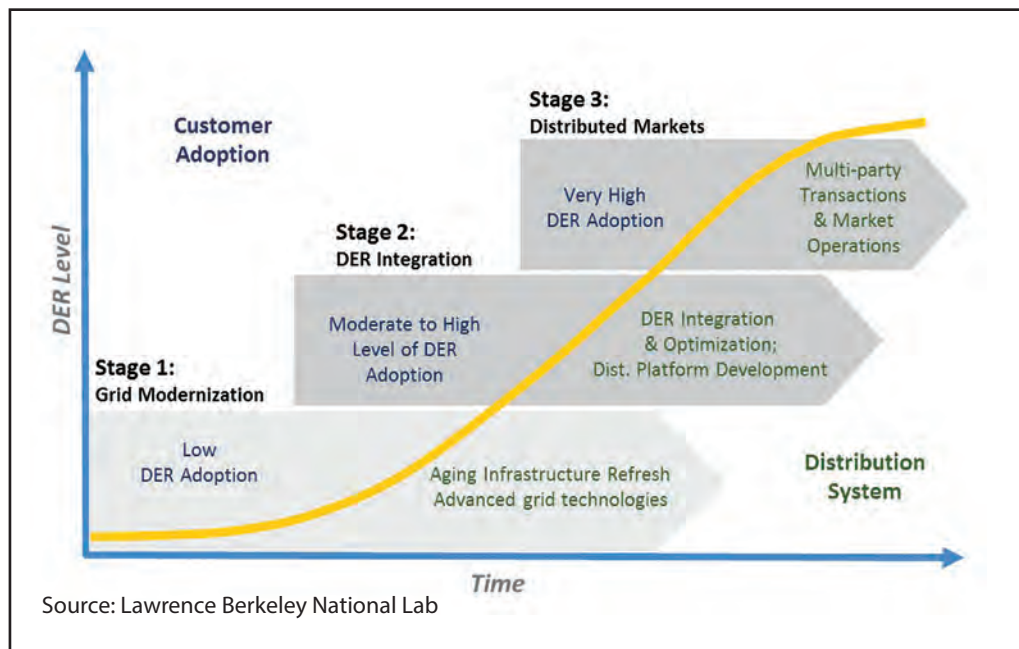 Customer
Adoption
Stage 3:
Distributed Markets
Very High
DER Adoption
Multi-party
Transactions
& Market
Operations
Stage 2:
DER Integration
Moderate to High
Level of DER
Adoption
DER Integration
& Optimization;
Dist. Platform Development
Stage 1:
Grid Modernization
Low
DER Adoption
Aging Infrastructure Refresh
Advanced grid technologies
Distribution
System
DER Level
Time
Source: Lawrence Berkeley National Lab